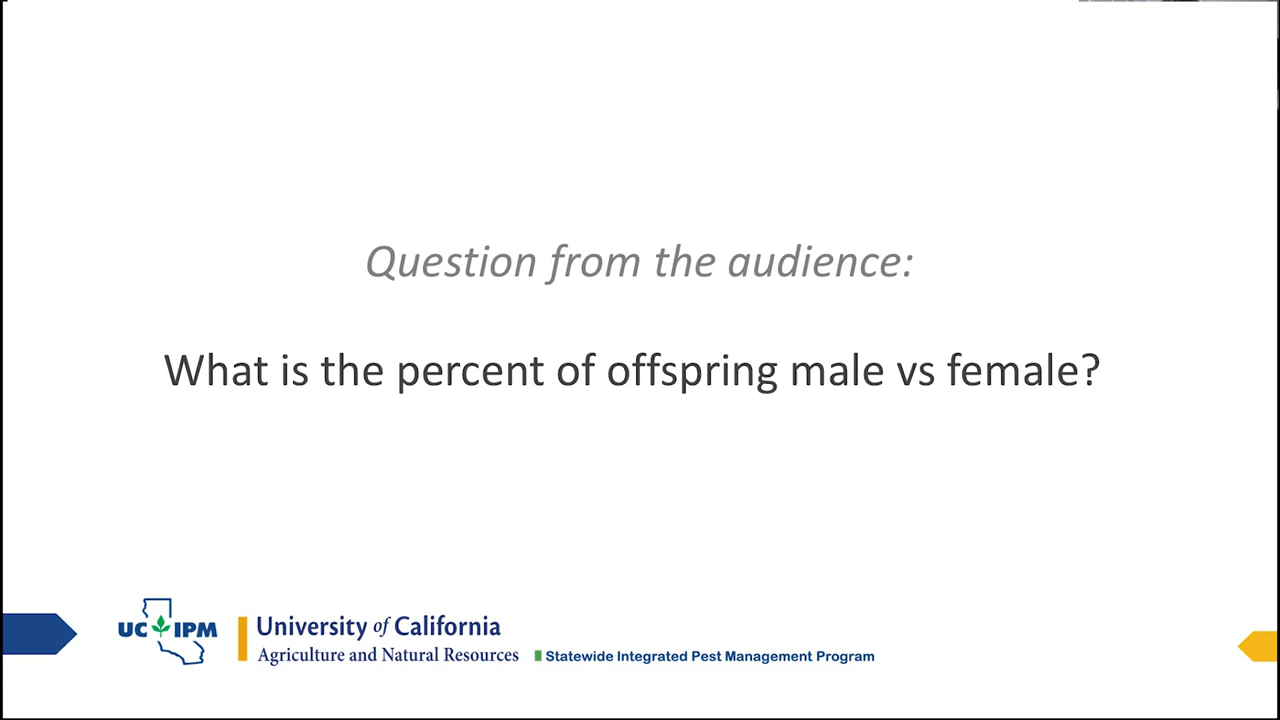 Question from the audience:
What is the percent of offspring male vs female?
UC IPM
University of California
Agriculture and Natural Resources
Statewide Integrated Pest Management Program